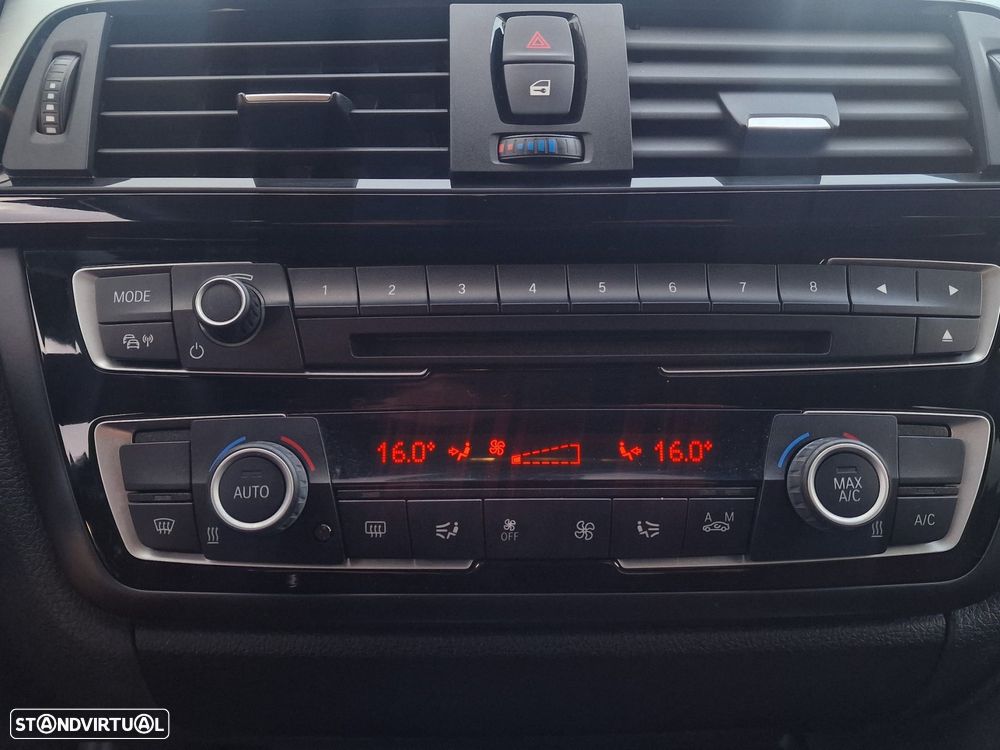 MODE
1 2 3 4 5 6 7 8
16.0° 16.0°
AUTO
MAX
A/C
OFF
A M
A/C
STANDVIRTUAL